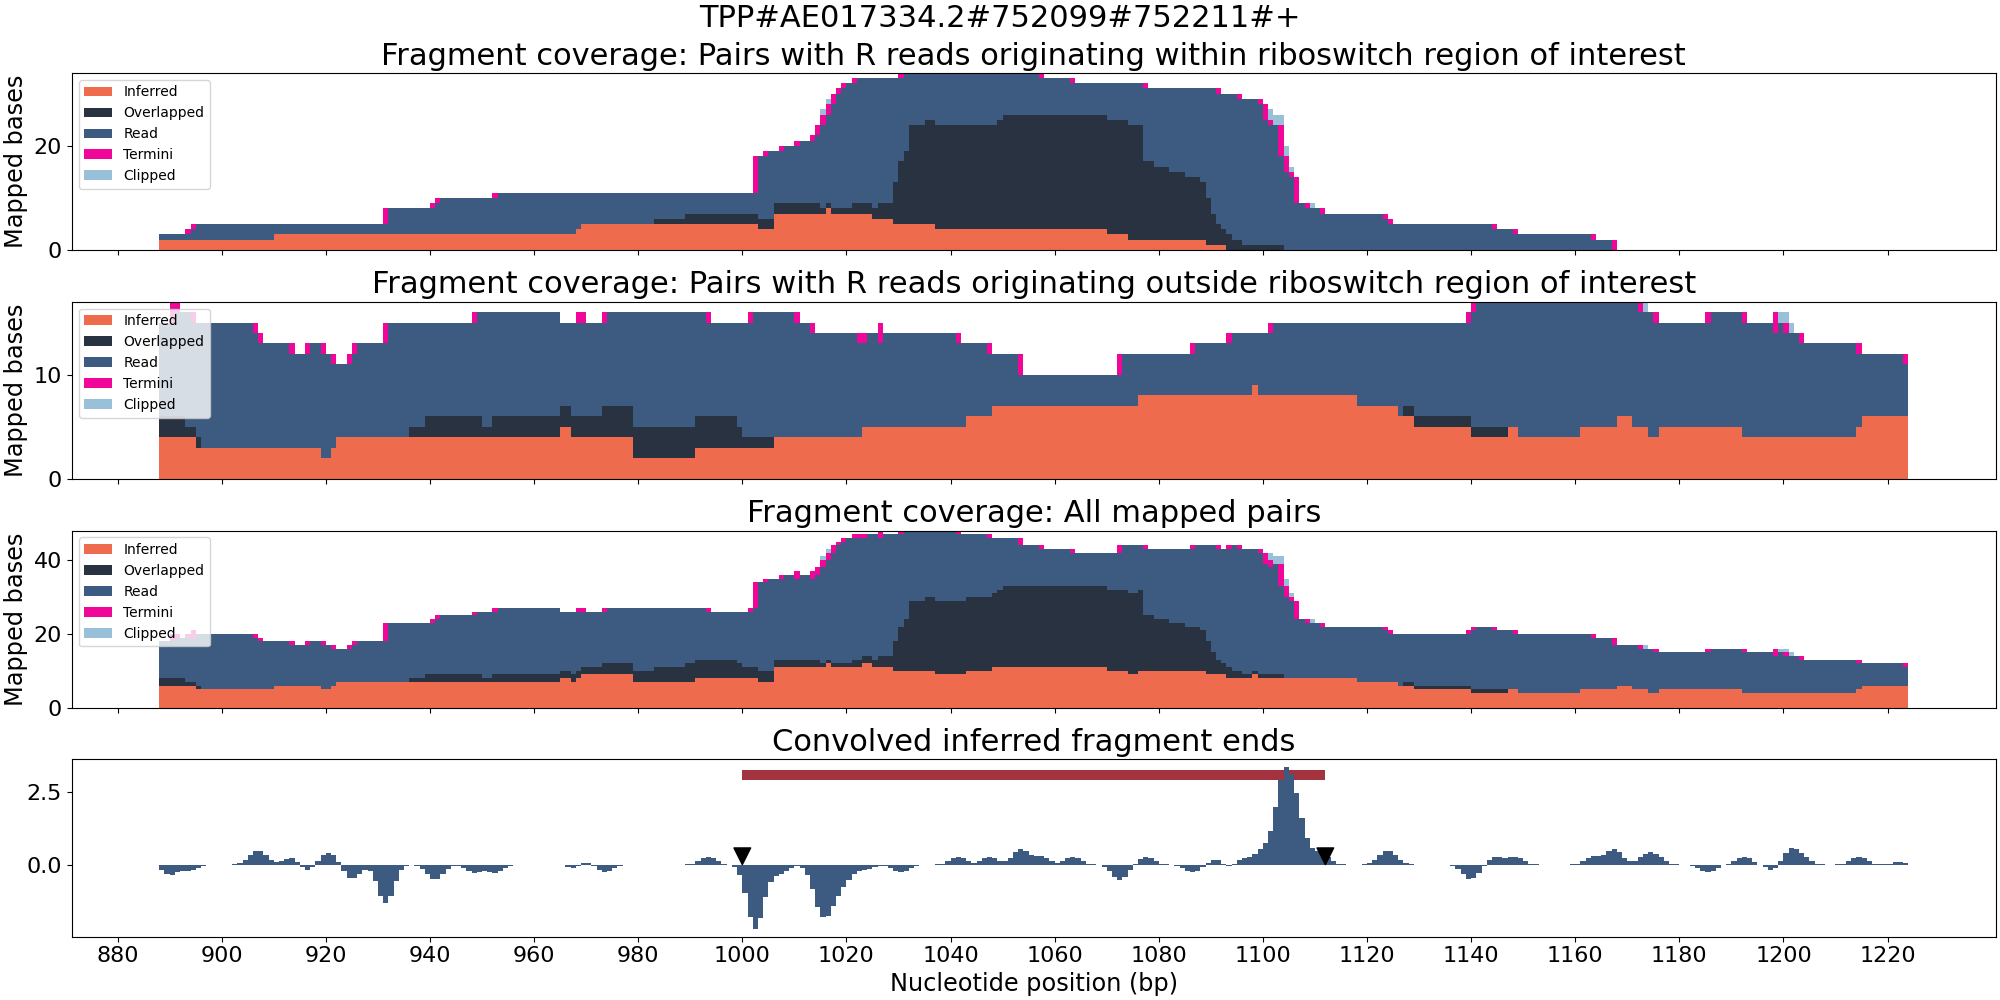 TPP#AE017334.2#752099#752211#+
Fragment coverage: Pairs with R reads originating within riboswitch region of interest
Mapped bases
20
0
Inferred
Overlapped
Read
Termini
Clipped
Fragment coverage: Pairs with R reads originating outside riboswitch region of interest
Mapped bases
10
0
Inferred
Overlapped
Read
Termini
Clipped
Fragment coverage: All mapped pairs
Mapped bases
40
20
0
Inferred
Overlapped
Read
Termini
Clipped
Convolved inferred fragment ends
2.5
0.0
880 900 920 940 960 980 1000 1020 1040 1060 1080 1100 1120 1140 1160 1180 1200 1220
Nucleotide position (bp)